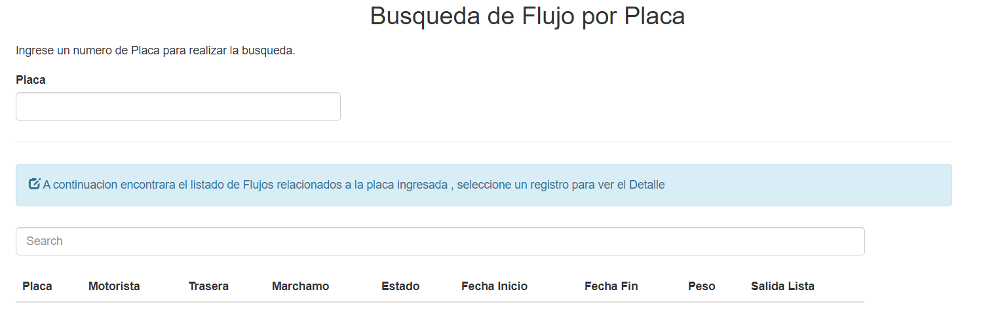 Busqueda de Flujo por Placa
Ingrese un numero de Placa para realizar la busqueda.
Placa
A continuacion encontrara el listado de Flujos relacionados a la placa ingresada , seleccione un registro para ver el Detalle
Search
Placa Motorista Trasera Marchamo Estado Fecha Inicio Fecha Fin Peso Salida Lista